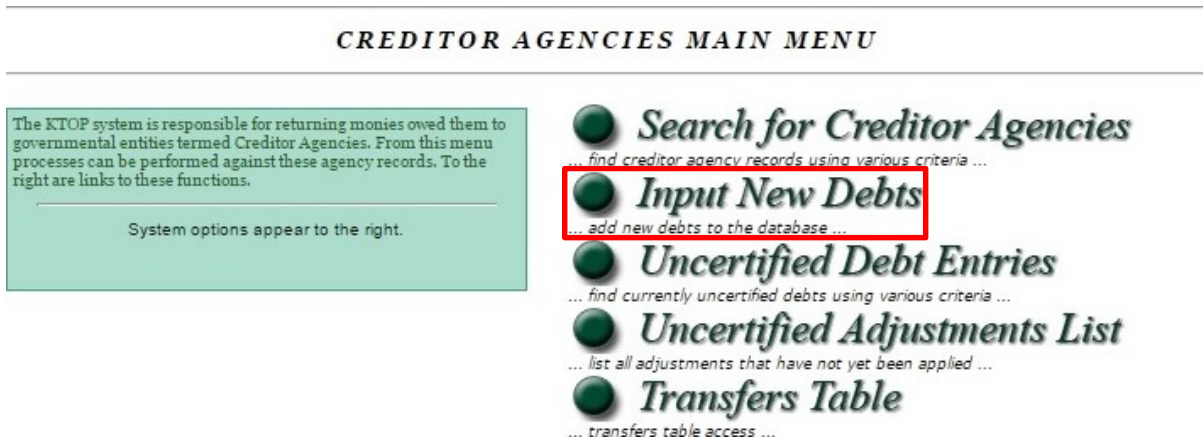 CREDITOR AGENCIES MAIN MENU
The KTOP system is responsible for returning monies owed them to
governmental entities termed Creditor Agencies. From this menu
processes can be performed against these agency records. To the
right are links to these functions.
System options appear to the right.
Search for Creditor Agencies
... find creditor agency records using various criteria ...
Input New Debts
... add new debts to the database ...
Uncertified Debt Entries
... find currently uncertified debts using various criteria ...
Uncertified Adjustments List
... list all adjustments that have not yet been applied ...
Transfers Table
... transfers table access ...